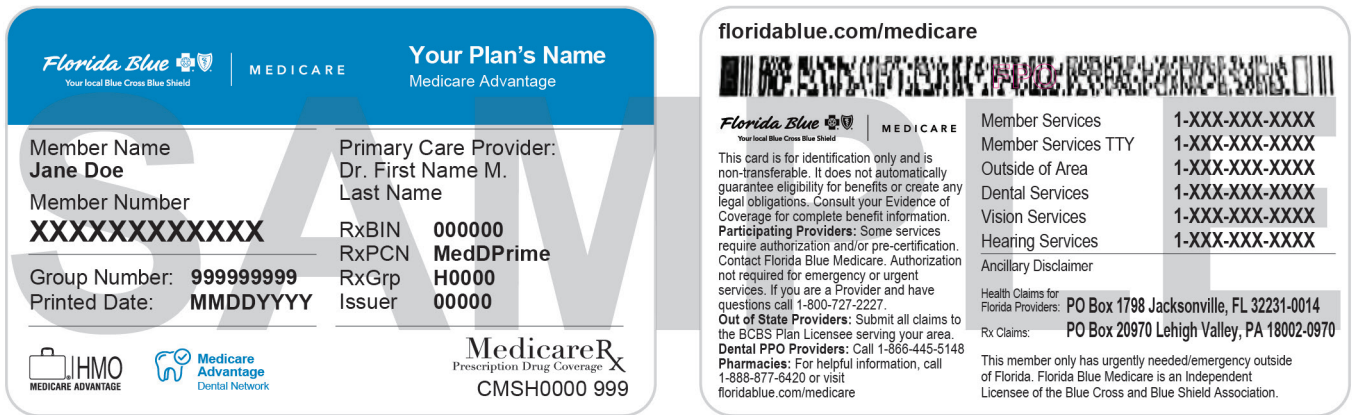 Florida Blue
Your local Blue Cross Blue Shield
MEDICARE
Your Plan's Name
Medicare Advantage
Member Name
Jane Doe
Member Number
XXXXXXXXXXXX
Group Number: 999999999
Printed Date: MMDDYYYY
Primary Care Provider:
Dr. First Name M.
Last Name
RxBIN 000000
RxPCN MedDPrime
RxGrp H0000
Issuer 00000
HMO
MEDICARE ADVANTAGE
Medicare
Advantage
Dental Network
MedicareRx
Prescription Drug Coverage
CMSH0000 999
SAMPLE
floridablue.com/medicare
FPO
Florida Blue
Your local Blue Cross Blue Shield
MEDICARE
This card is for identification only and is
non-transferable. It does not automatically
guarantee eligibility for benefits or create any
legal obligations. Consult your Evidence of
Coverage for complete benefit information.
Participating Providers: Some services
require authorization and/or pre-certification.
Contact Florida Blue Medicare. Authorization
not required for emergency or urgent
services. If you are a Provider and have
questions call 1-800-727-2227.
Out of State Providers: Submit all claims to
the BCBS Plan Licensee serving your area.
Dental PPO Providers: Call 1-866-445-5148
Pharmacies: For helpful information, call
1-888-877-6420 or visit
floridablue.com/medicare
Member Services 1-XXX-XXX-XXXX
Member Services TTY 1-XXX-XXX-XXXX
Outside of Area 1-XXX-XXX-XXXX
Dental Services 1-XXX-XXX-XXXX
Vision Services 1-XXX-XXX-XXXX
Hearing Services 1-XXX-XXX-XXXX
Ancillary Disclaimer
Health Claims for
Florida Providers: PO Box 1798 Jacksonville, FL 32231-0014
Rx Claims: PO Box 20970 Lehigh Valley, PA 18002-0970
This member only has urgently needed/emergency outside
of Florida. Florida Blue Medicare is an Independent
Licensee of the Blue Cross and Blue Shield Association.